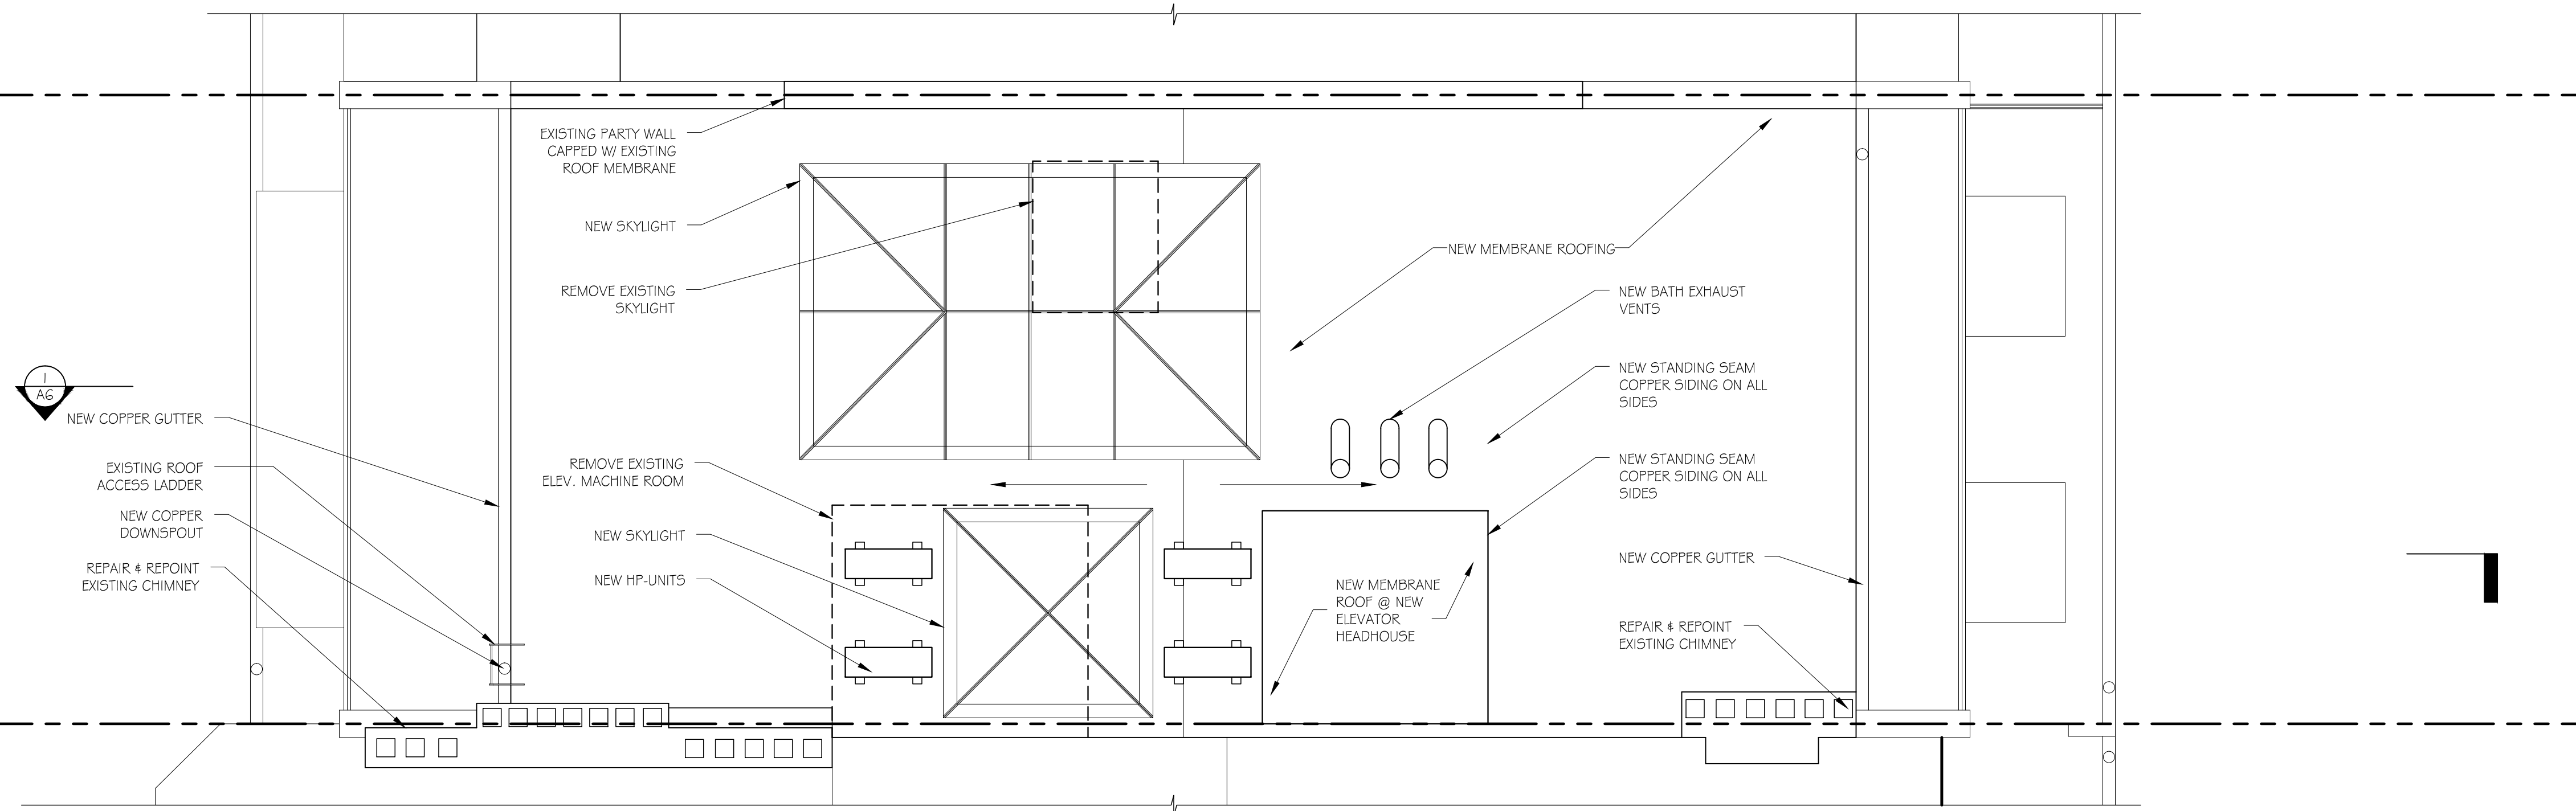 EXISTING PARTY WALL
CAPPED W/ EXISTING
ROOF MEMBRANE
NEW SKYLIGHT
REMOVE EXISTING
SKYLIGHT
NEW MEMBRANE ROOFING
NEW BATH EXHAUST
VENTS
NEW STANDING SEAM
COPPER SIDING ON ALL
SIDES
1
A6
NEW COPPER GUTTER
EXISTING ROOF
ACCESS LADDER
NEW COPPER
DOWNSPOUT
REPAIR & REPOINT
EXISTING CHIMNEY
REMOVE EXISTING
ELEV. MACHINE ROOM
NEW SKYLIGHT
NEW HP-UNITS
NEW STANDING SEAM
COPPER SIDING ON ALL
SIDES
NEW MEMBRANE
ROOF @ NEW
ELEVATOR
HEADHOUSE
NEW COPPER GUTTER
REPAIR & REPOINT
EXISTING CHIMNEY